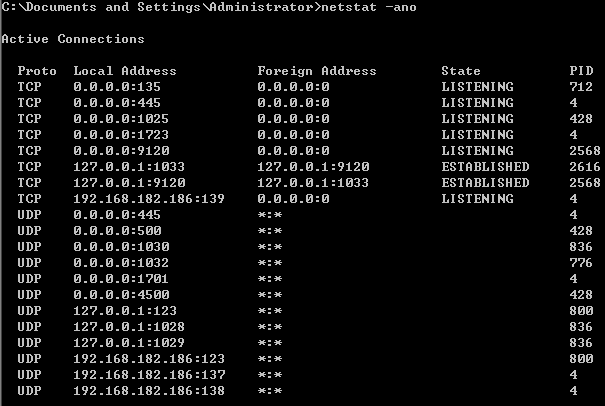 C:\Documents and Settings\Administrator>netstat -ano
Active Connections
Proto  Local Address          Foreign Address        State           PID
TCP    0.0.0.0:135            0.0.0.0:0              LISTENING       712
TCP    0.0.0.0:445            0.0.0.0:0              LISTENING       4
TCP    0.0.0.0:1025           0.0.0.0:0              LISTENING       428
TCP    0.0.0.0:1723           0.0.0.0:0              LISTENING       4
TCP    0.0.0.0:9120           0.0.0.0:0              LISTENING       2568
TCP    127.0.0.1:1033         127.0.0.1:9120         ESTABLISHED     2616
TCP    127.0.0.1:9120         127.0.0.1:1033         ESTABLISHED     2568
TCP    192.168.182.186:139    0.0.0.0:0              LISTENING       4
UDP    0.0.0.0:445            *:*                                    4
UDP    0.0.0.0:500            *:*                                    428
UDP    0.0.0.0:1030           *:*                                    836
UDP    0.0.0.0:1032           *:*                                    776
UDP    0.0.0.0:1701           *:*                                    4
UDP    0.0.0.0:4500           *:*                                    428
UDP    127.0.0.1:123          *:*                                    800
UDP    127.0.0.1:1028         *:*                                    836
UDP    127.0.0.1:1029         *:*                                    836
UDP    192.168.182.186:123    *:*                                    800
UDP    192.168.182.186:137    *:*                                    4
UDP    192.168.182.186:138    *:*                                    4